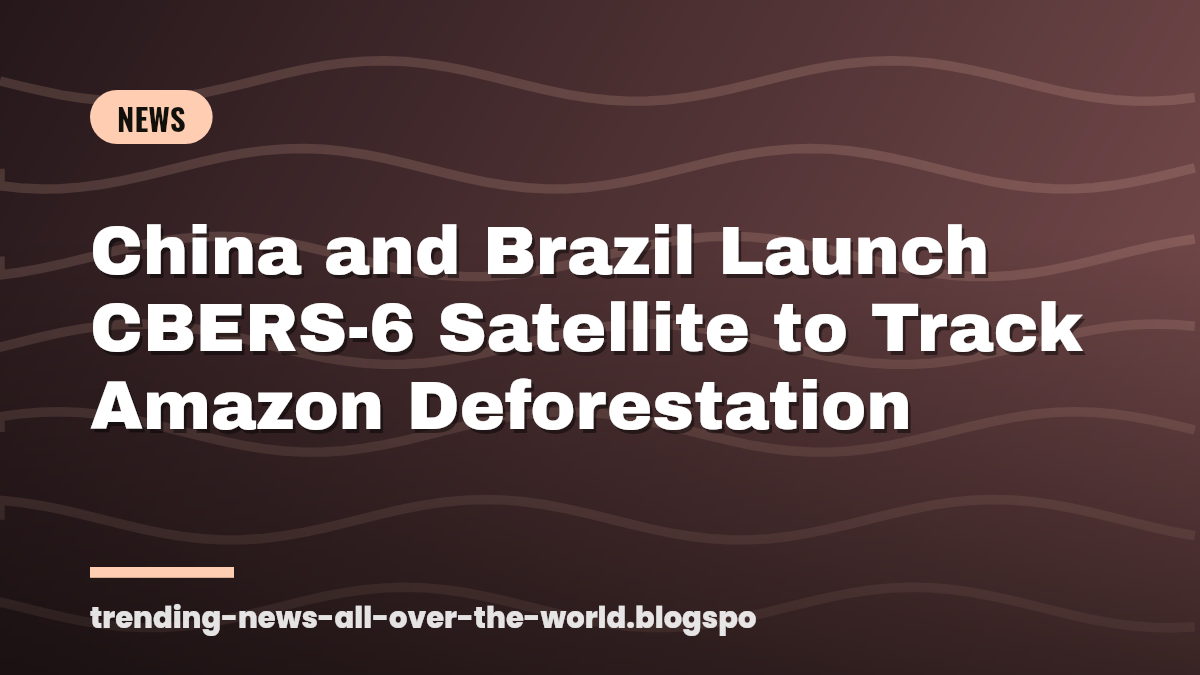 NEWS
China and Brazil Launch
CBERS-6 Satellite to Track
Amazon Deforestation
trending-news-all-over-the-world.blogspo